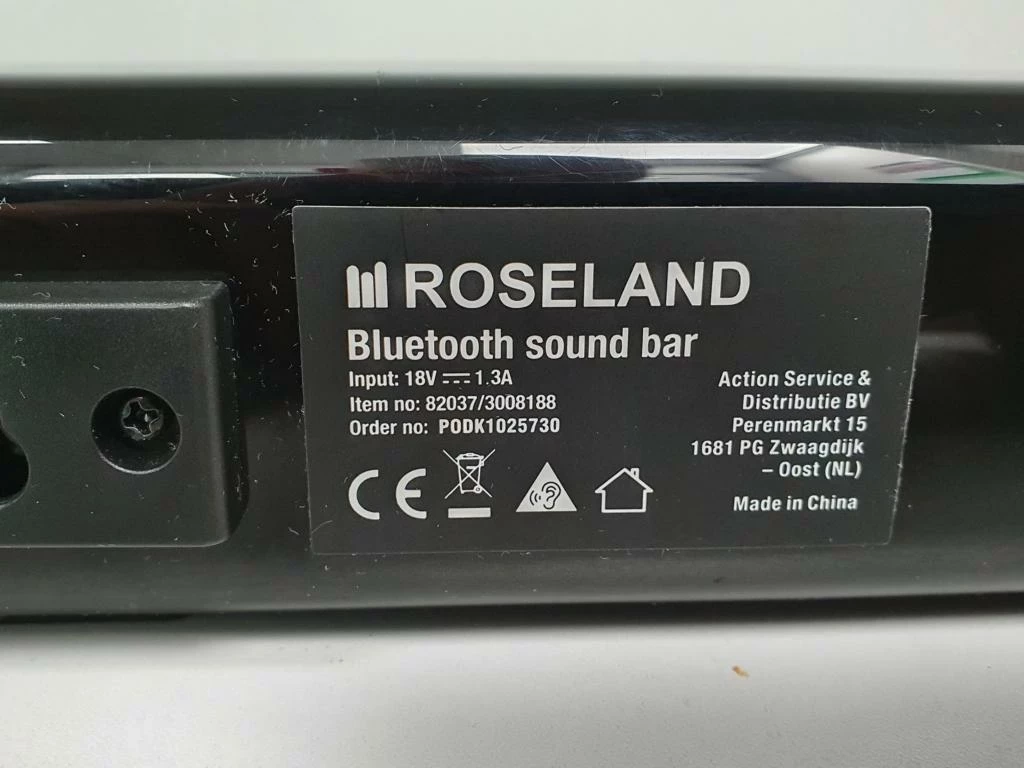 ROSELAND
Bluetooth sound bar
Input: 18V ⎓ 1.3A
Item no: 82037/3008188
Order no: PODK1025730
CE
Action Service &
Distributie BV
Perenmarkt 15
1681 PG Zwaagdijk
– Oost (NL)
Made in China